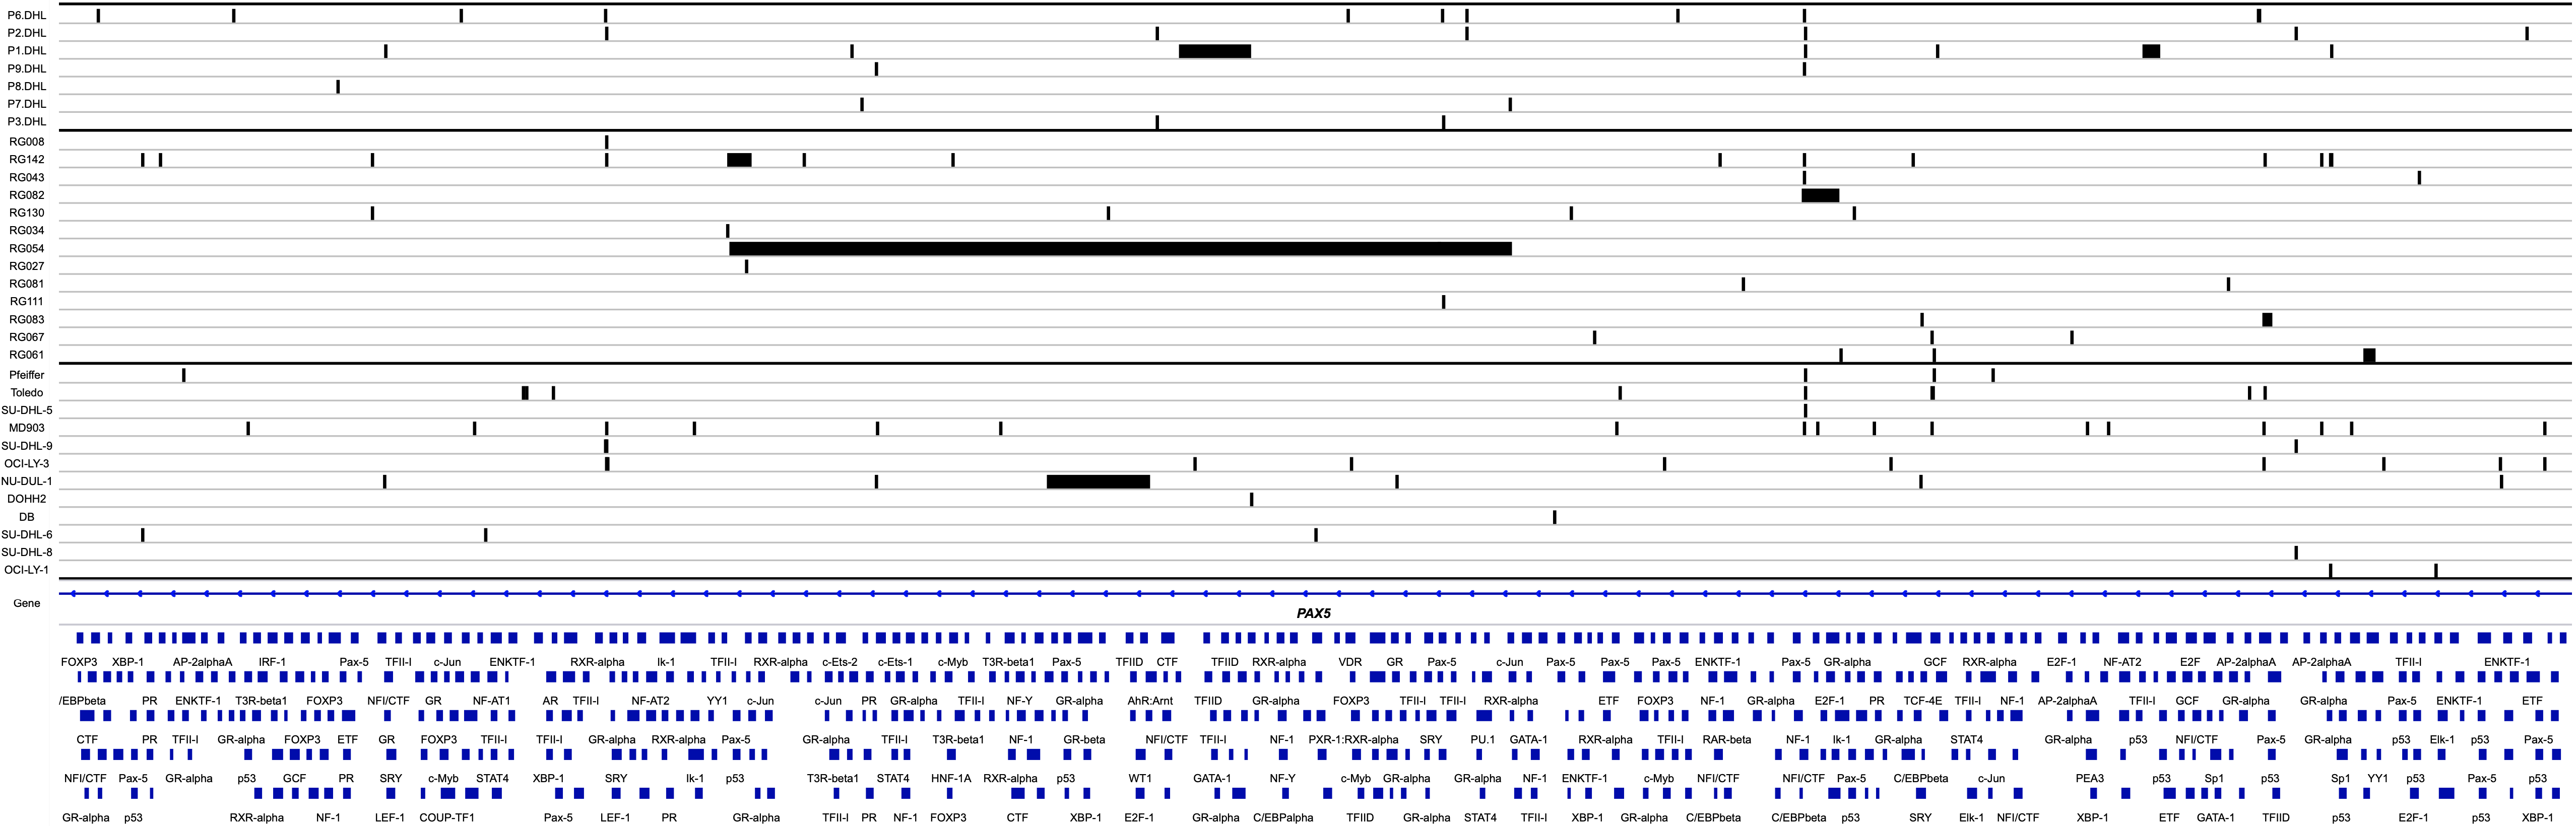 P6.DHL
P2.DHL
P1.DHL
P9.DHL
P8.DHL
P7.DHL
P3.DHL
RG008
RG142
RG043
RG082
RG130
RG034
RG054
RG027
RG081
RG111
RG083
RG067
RG061
Pfeiffer
Toledo
SU-DHL-5
MD903
SU-DHL-9
OCI-LY-3
NU-DUL-1
DOHH2
DB
SU-DHL-6
SU-DHL-8
OCI-LY-1
Gene
PAX5
FOXP3 XBP-1 AP-2alphaA IRF-1 Pax-5 TFII-I c-Jun ENKTF-1 RXR-alpha Ik-1 TFII-I RXR-alpha c-Ets-2 c-Ets-1 c-Myb T3R-beta1 Pax-5 TFIID CTF TFIID RXR-alpha VDR GR Pax-5 c-Jun Pax-5 Pax-5 Pax-5 ENKTF-1 Pax-5 GR-alpha GCF RXR-alpha E2F-1 NF-AT2 E2F AP-2alphaA AP-2alphaA TFII-I ENKTF-1
/EBPbeta PR ENKTF-1 T3R-beta1 FOXP3 NFI/CTF GR NF-AT1 AR TFII-I NF-AT2 YY1 c-Jun c-Jun PR GR-alpha TFII-I NF-Y GR-alpha AhR:Arnt TFIID GR-alpha FOXP3 TFII-I TFII-I RXR-alpha ETF FOXP3 NF-1 GR-alpha E2F-1 PR TCF-4E TFII-I NF-1 AP-2alphaA TFII-I GCF GR-alpha GR-alpha Pax-5 ENKTF-1 ETF
CTF PR TFII-I GR-alpha FOXP3 ETF GR FOXP3 TFII-I TFII-I GR-alpha RXR-alpha Pax-5 GR-alpha TFII-I T3R-beta1 NF-1 GR-beta NFI/CTF TFII-I NF-1 PXR-1:RXR-alpha SRY PU.1 GATA-1 RXR-alpha TFII-I RAR-beta NF-1 Ik-1 GR-alpha STAT4 GR-alpha p53 NFI/CTF Pax-5 GR-alpha p53 Elk-1 p53 Pax-5
NFI/CTF Pax-5 GR-alpha p53 GCF PR SRY c-Myb STAT4 XBP-1 SRY Ik-1 p53 T3R-beta1 STAT4 HNF-1A RXR-alpha p53 WT1 GATA-1 NF-Y c-Myb GR-alpha GR-alpha NF-1 ENKTF-1 c-Myb NFI/CTF NFI/CTF Pax-5 C/EBPbeta c-Jun PEA3 p53 Sp1 p53 Sp1 YY1 p53 Pax-5 p53
GR-alpha p53 RXR-alpha NF-1 LEF-1 COUP-TF1 Pax-5 LEF-1 PR GR-alpha TFII-I PR NF-1 FOXP3 CTF XBP-1 E2F-1 GR-alpha C/EBPalpha TFIID GR-alpha STAT4 TFII-I XBP-1 GR-alpha C/EBPbeta C/EBPbeta p53 SRY Elk-1 NFI/CTF XBP-1 ETF GATA-1 TFIID p53 E2F-1 p53 XBP-1